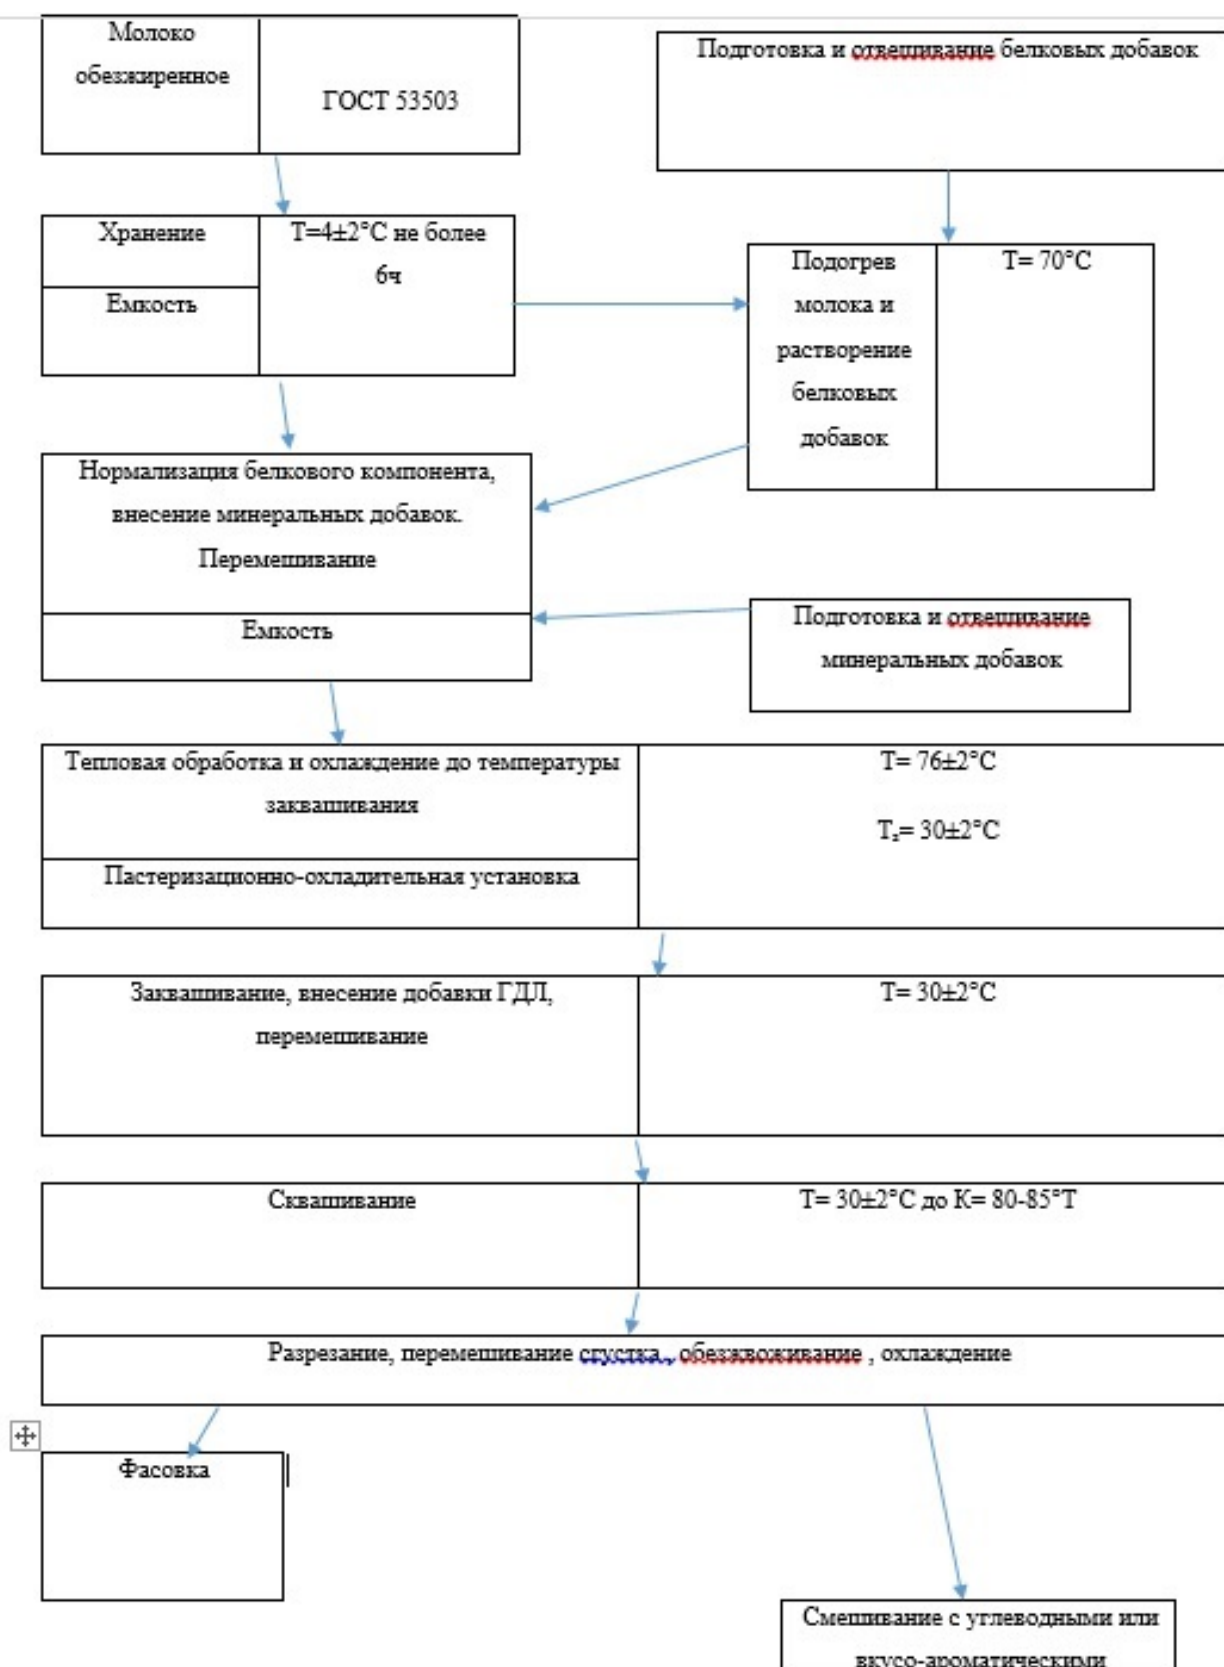 Молоко
обезжиренное
ГОСТ 53503
Подготовка и отвешивание белковых добавок
Хранение
Емкость
T=4±2°C не более
6ч
Подогрев
молока и
растворение
белковых
добавок
T= 70°C
Нормализация белкового компонента,
внесение минеральных добавок.
Перемешивание
Емкость
Подготовка и отвешивание
минеральных добавок
Тепловая обработка и охлаждение до температуры
заквашивания
Пастеризационно-охладительная установка
T= 76±2°C
Tз= 30±2°C
Заквашивание, внесение добавки ГДЛ,
перемешивание
T= 30±2°C
Сквашивание
T= 30±2°C до K= 80-85°T
Разрезание, перемешивание сгустка , обезжвоживание , охлаждение
Фасовка
Смешивание с углеводными или
вкусо-ароматическими